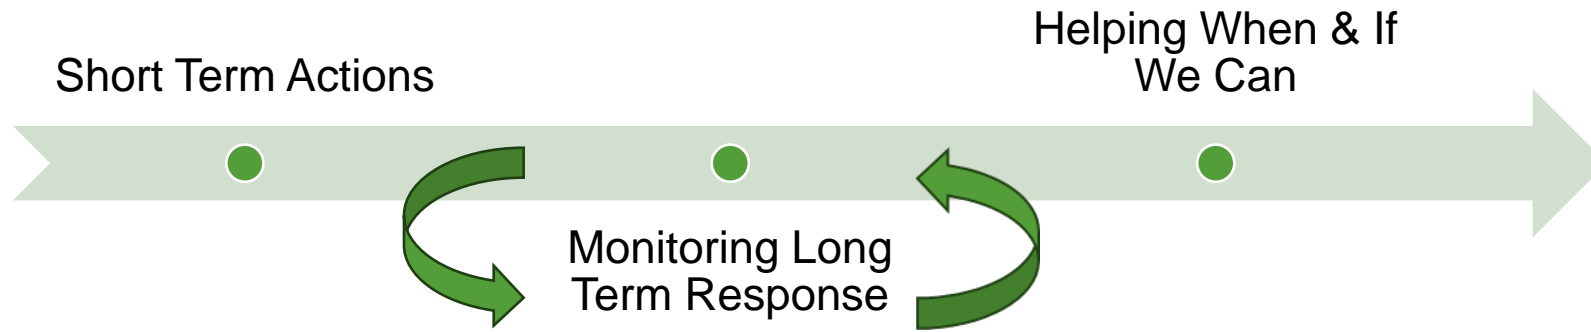 Short Term Actions
Monitoring Long
Term Response
Helping When & If
We Can